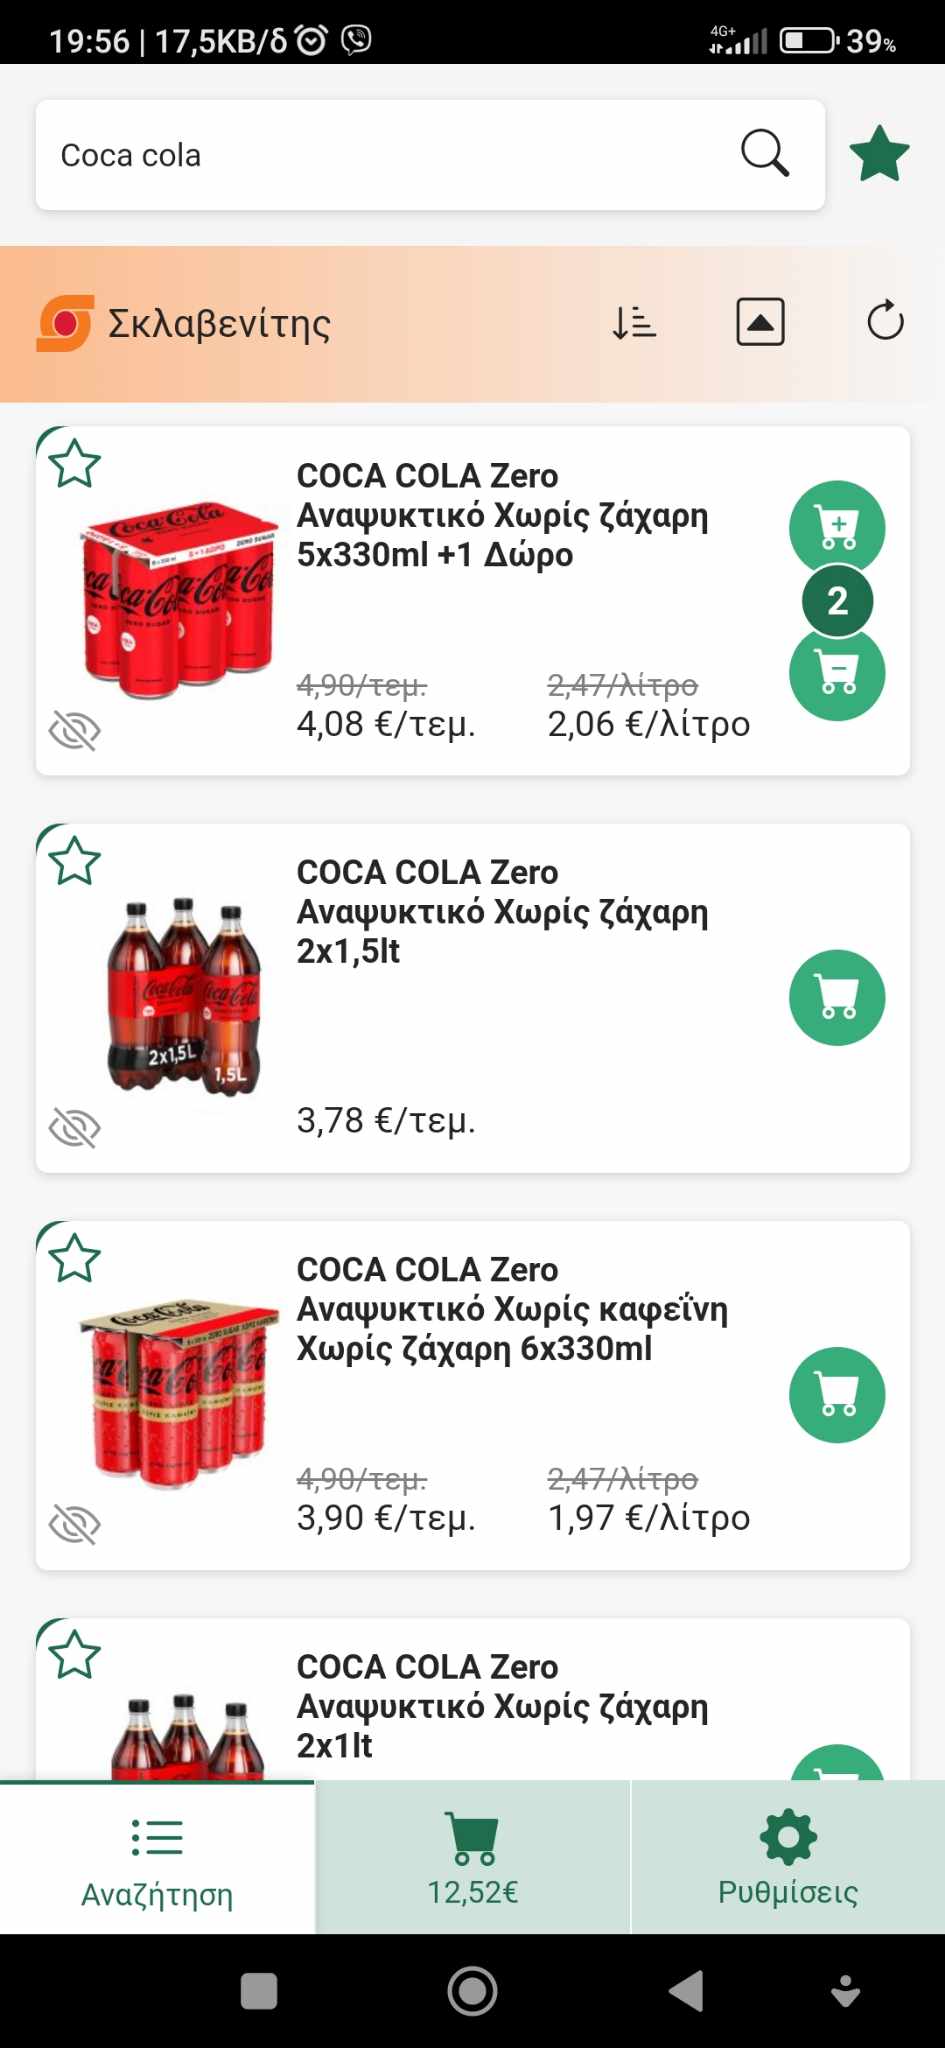 19:56 | 17,5KB/δ
4G+
39%
Coca cola
Σκλαβενίτης
COCA COLA Zero
Αναψυκτικό Χωρίς ζάχαρη
5x330ml +1 Δώρο
2
4,90/τεμ. 2,47/λίτρο
4,08 €/τεμ. 2,06 €/λίτρο
COCA COLA Zero
Αναψυκτικό Χωρίς ζάχαρη
2x1,5lt
2x1,5L
1,5L
3,78 €/τεμ.
COCA COLA Zero
Αναψυκτικό Χωρίς καφεΐνη
Χωρίς ζάχαρη 6x330ml
4,90/τεμ. 2,47/λίτρο
3,90 €/τεμ. 1,97 €/λίτρο
COCA COLA Zero
Αναψυκτικό Χωρίς ζάχαρη
2x1lt
Αναζήτηση
12,52€
Ρυθμίσεις